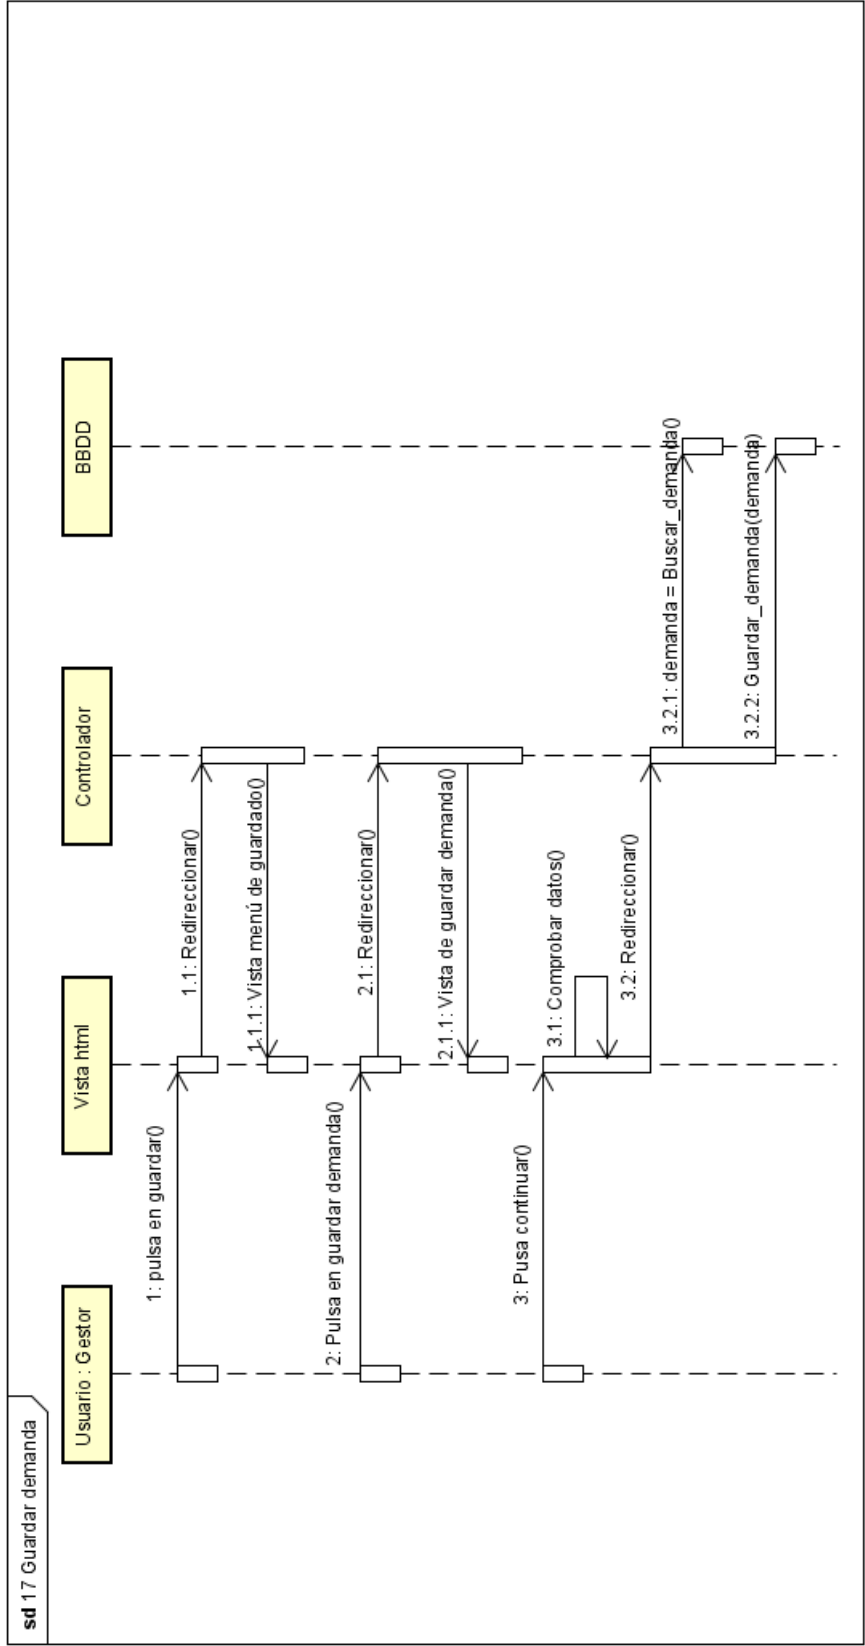 sd 17 Guardar demanda
Usuario : Gestor
Vista html
Controlador
BBDD
1: pulsa en guardar()
1.1: Redireccionar()
1.1.1: Vista menú de guardado()
2: Pulsa en guardar demanda()
2.1: Redireccionar()
2.1.1: Vista de guardar demanda()
3: Pusa continuar()
3.1: Comprobar datos()
3.2: Redireccionar()
3.2.1: demanda = Buscar_demanda()
3.2.2: Guardar_demanda(demanda)